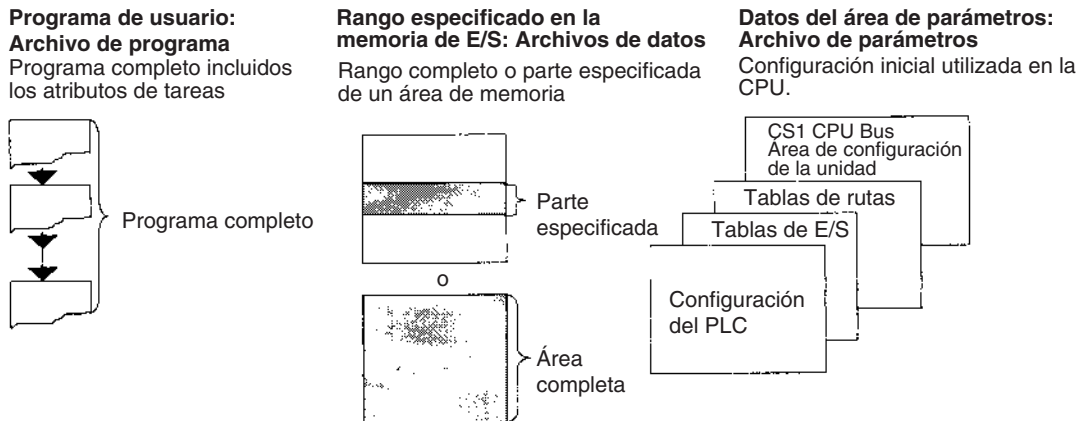 Programa de usuario:
Archivo de programa
Programa completo incluidos
los atributos de tareas
Programa completo
Rango especificado en la
memoria de E/S: Archivos de datos
Rango completo o parte especificada
de un área de memoria
Parte
especificada
o
Área
completa
Datos del área de parámetros:
Archivo de parámetros
Configuración inicial utilizada en la
CPU.
CS1 CPU Bus
Área de configuración
de la unidad
Tablas de rutas
Tablas de E/S
Configuración
del PLC